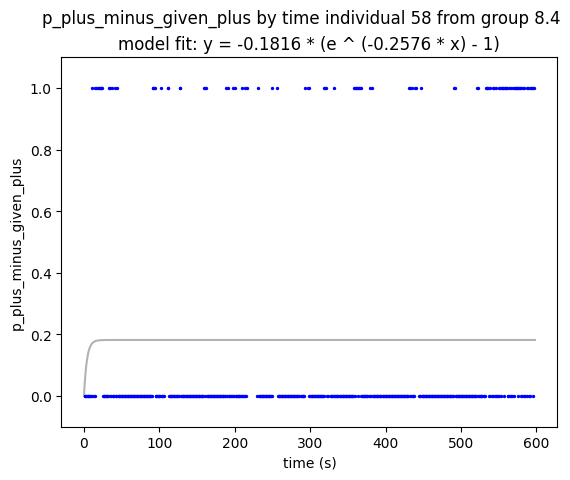 p_plus_minus_given_plus by time individual 58 from group 8.4
model fit: y = -0.1816 * (e ^ (-0.2576 * x) - 1)
1.0
0.8
0.6
0.4
0.2
0.0
p_plus_minus_given_plus
0 100 200 300 400 500 600
time (s)